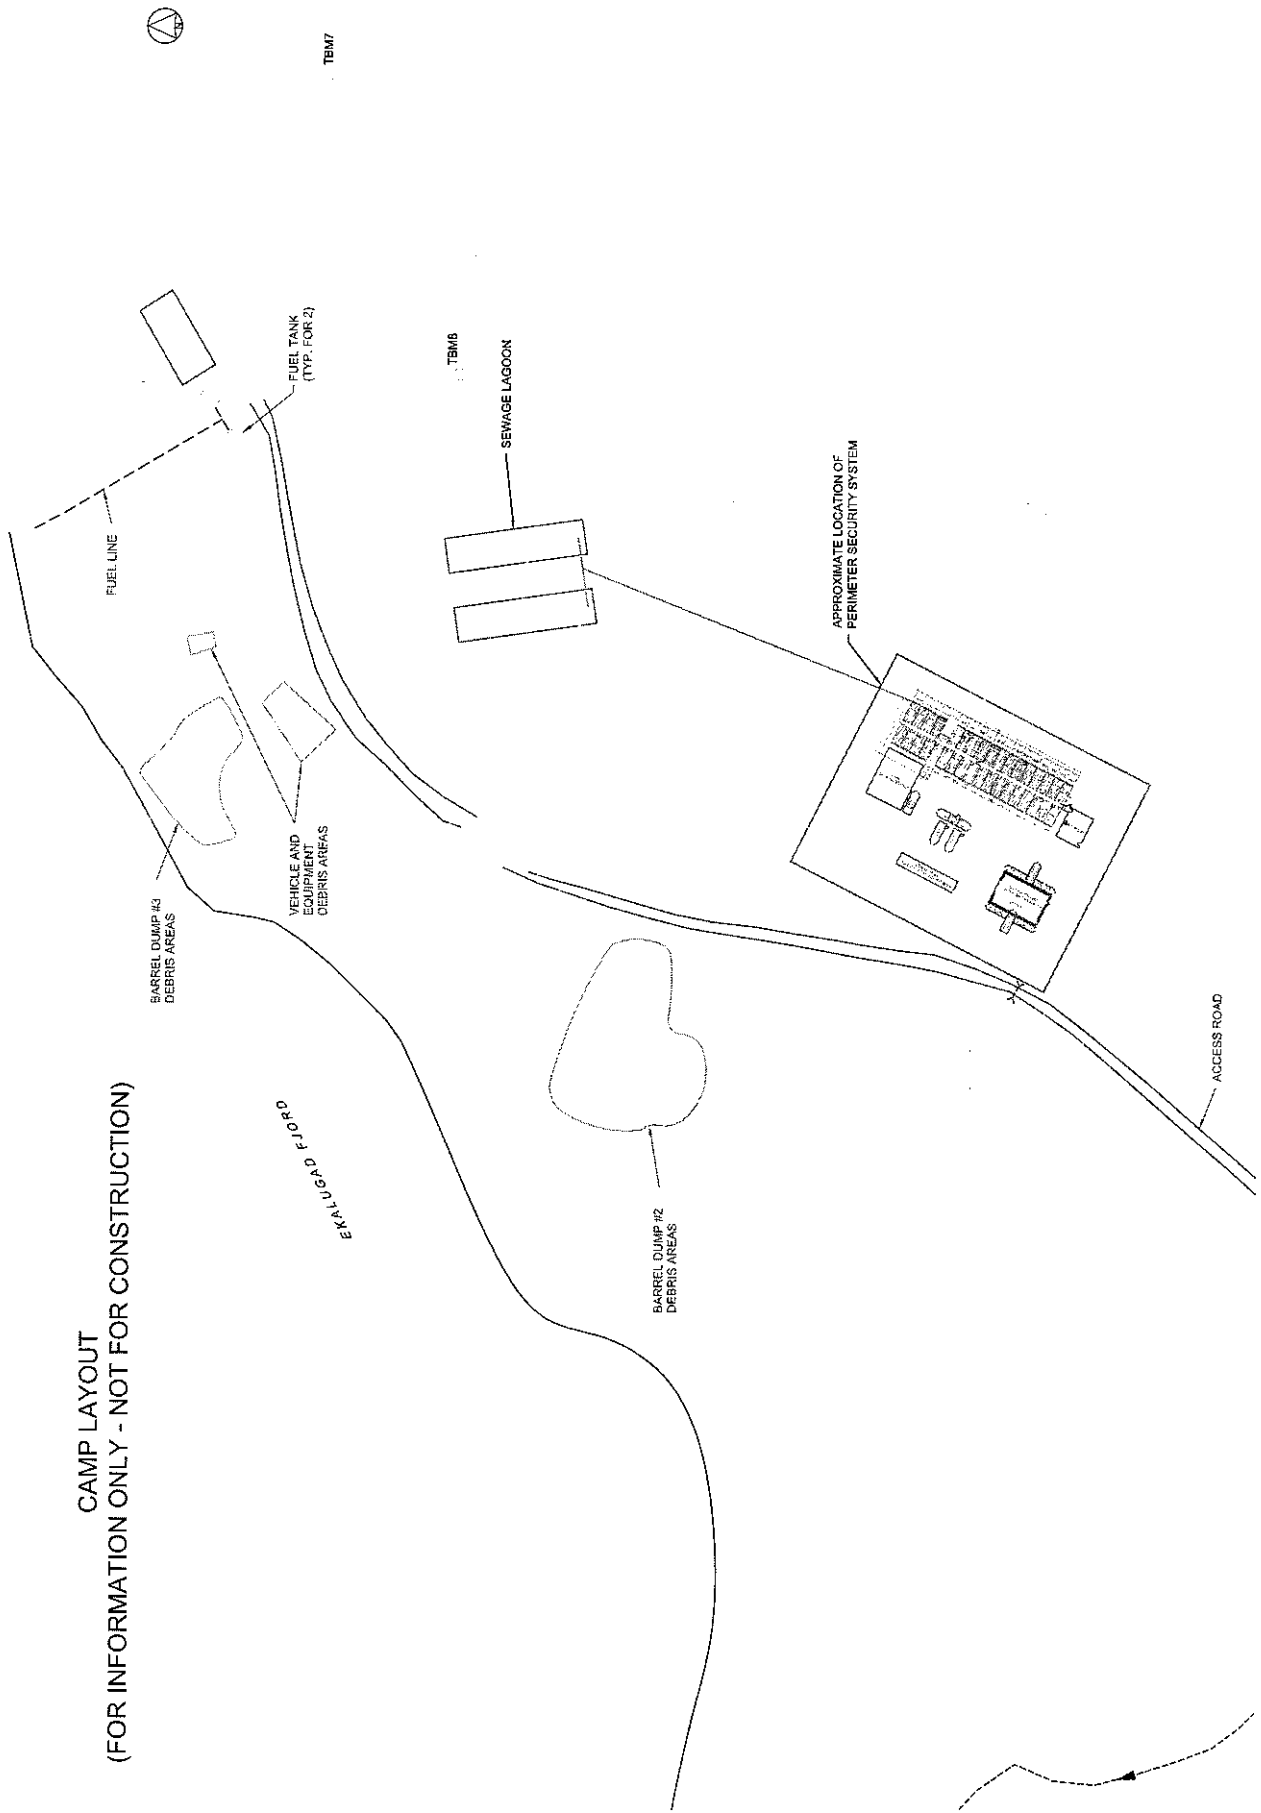 CAMP LAYOUT
(FOR INFORMATION ONLY - NOT FOR CONSTRUCTION)
N
TBM7
FUEL TANK
(TYP. FOR 2)
FUEL LINE
TBM6
SEWAGE LAGOON
BARREL DUMP #3
DEBRIS AREAS
VEHICLE AND
EQUIPMENT
DEBRIS AREAS
EKALUGAD FJORD
APPROXIMATE LOCATION OF
PERIMETER SECURITY SYSTEM
BARREL DUMP #2
DEBRIS AREAS
ACCESS ROAD